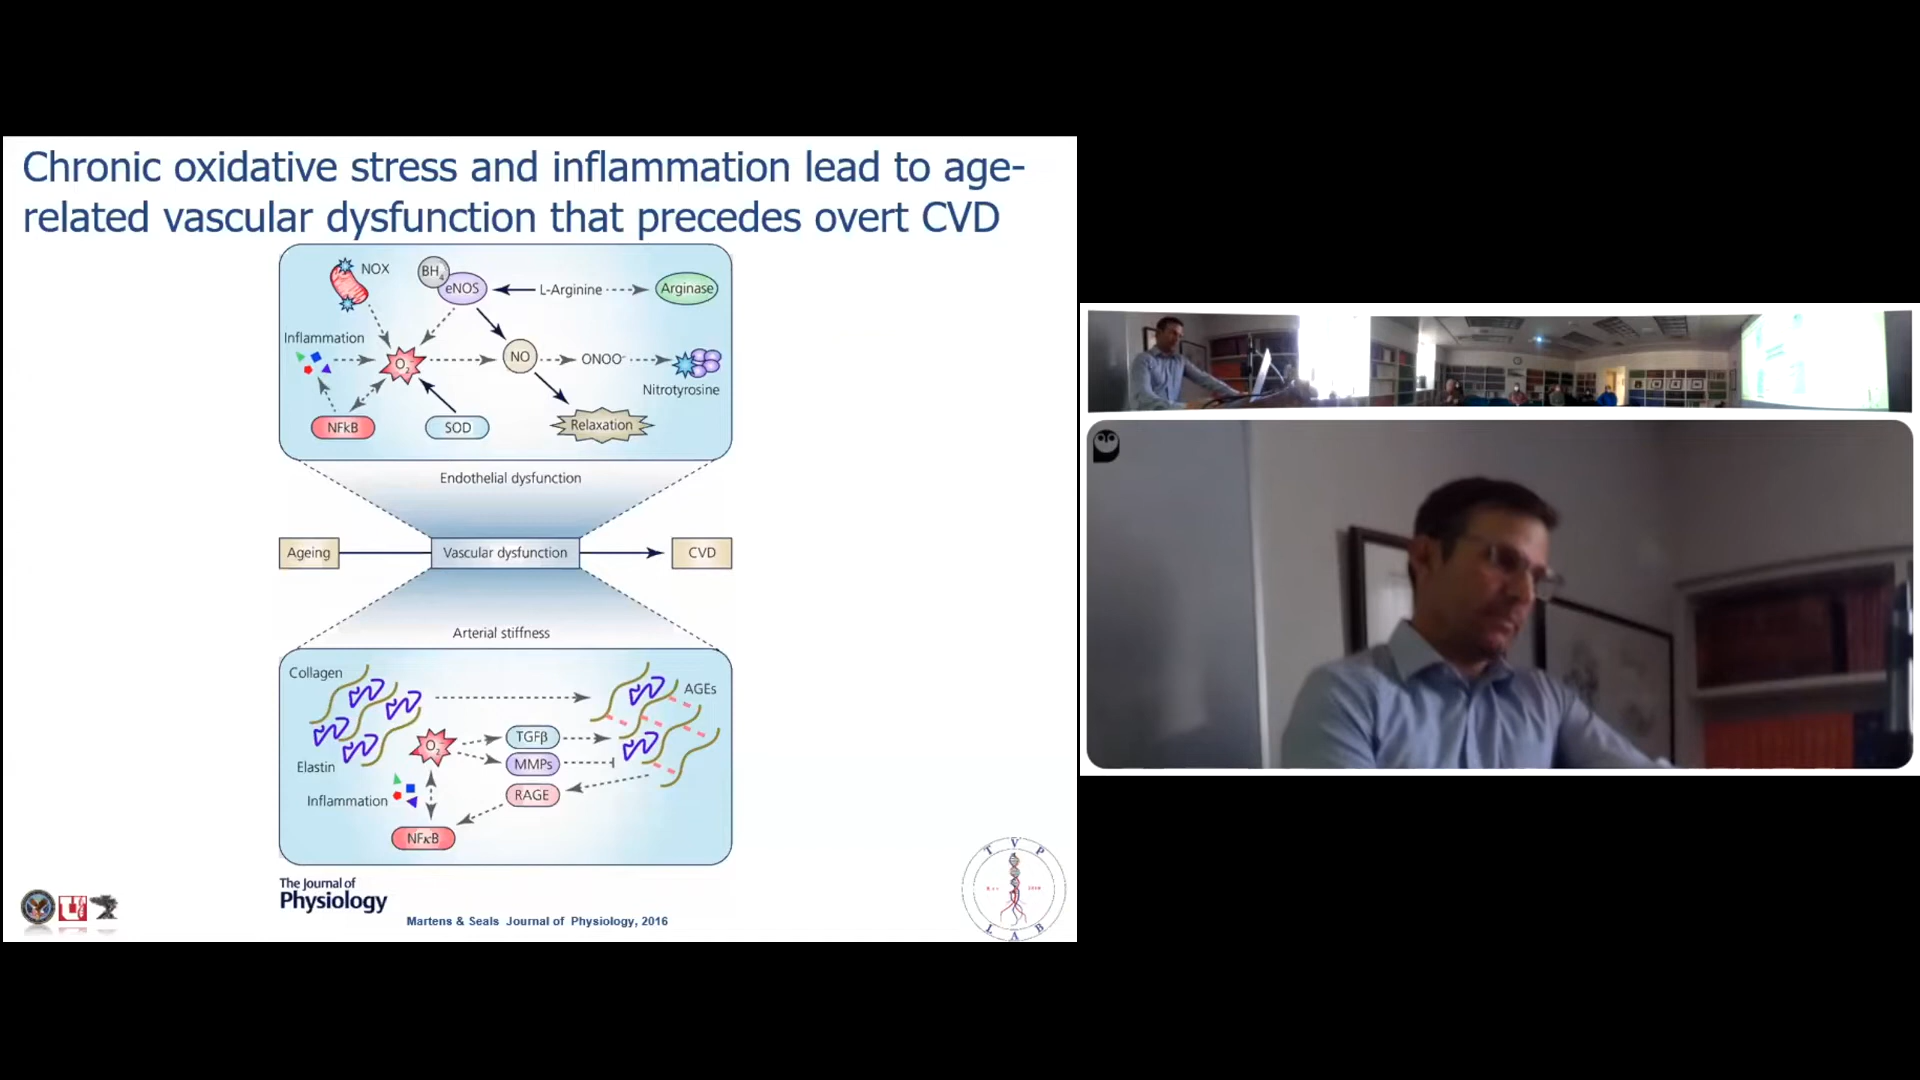 Chronic oxidative stress and inflammation lead to age-
related vascular dysfunction that precedes overt CVD
NOX
BH4
eNOS
L-Arginine
Arginase
Inflammation
O2-
NO
ONOO-
Nitrotyrosine
NFkB
SOD
Relaxation
Endothelial dysfunction
Ageing
Vascular dysfunction
CVD
Arterial stiffness
Collagen
AGEs
O2-
TGFβ
MMPs
Elastin
RAGE
Inflammation
NFκB
The Journal of
Physiology
Martens & Seals Journal of Physiology, 2016
U
T V P
L A B